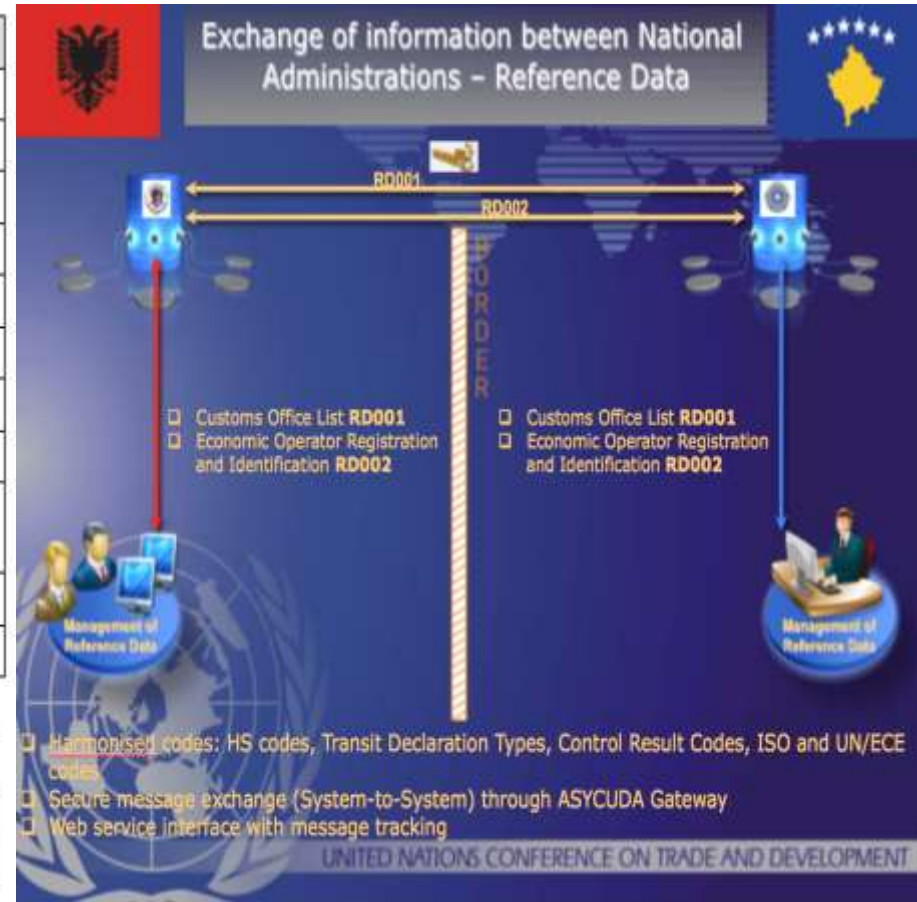 Exchange of information between National
Administrations – Reference Data
RD001
RD002
BORDER
Customs Office List RD001
Economic Operator Registration
and Identification RD002
Customs Office List RD001
Economic Operator Registration
and Identification RD002
Management of
Reference Data
Management of
Reference Data
Harmonised codes: HS codes, Transit Declaration Types, Control Result Codes, ISO and UN/ECE
codes
Secure message exchange (System-to-System) through ASYCUDA Gateway
Web service interface with message tracking
UNITED NATIONS CONFERENCE ON TRADE AND DEVELOPMENT